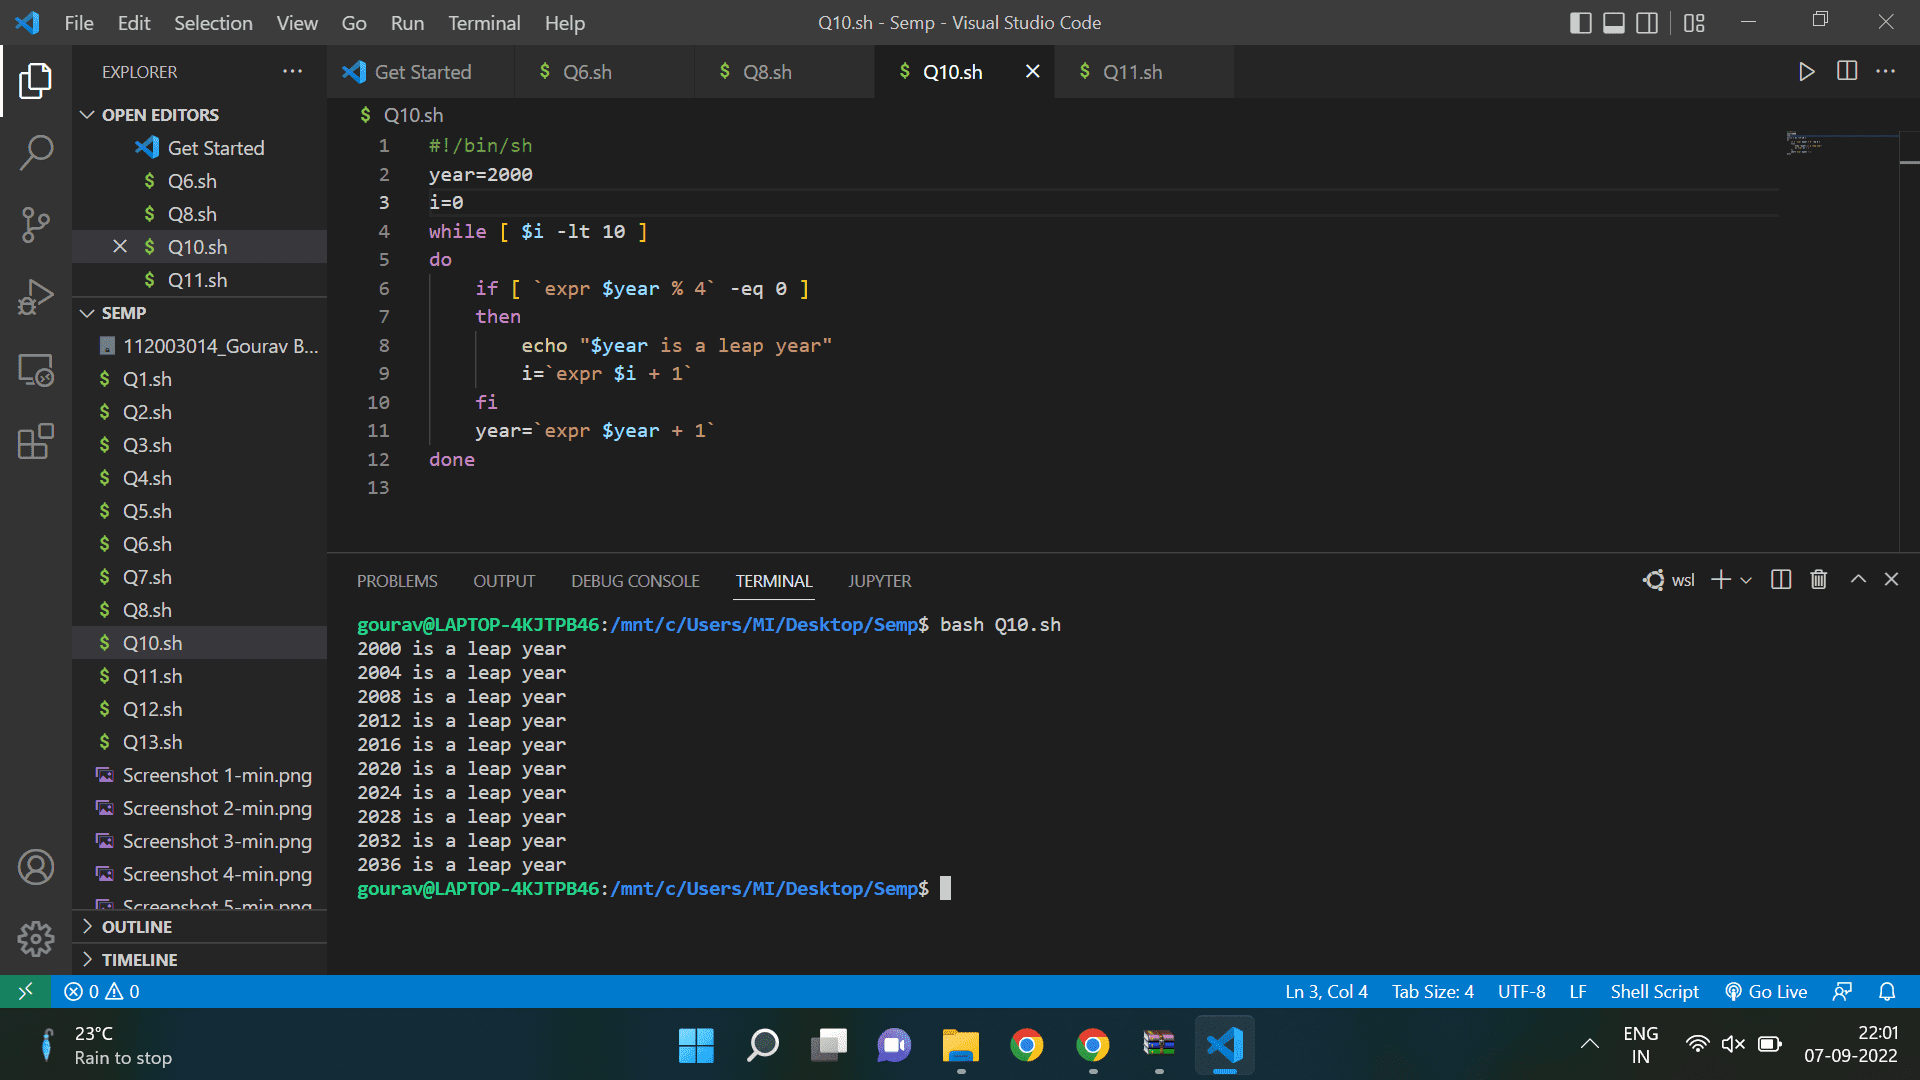 File Edit Selection View Go Run Terminal Help
Q10.sh - Semp - Visual Studio Code
EXPLORER
OPEN EDITORS
Get Started
$ Q6.sh
$ Q8.sh
$ Q10.sh
$ Q11.sh
SEMP
112003014_Gourav B...
$ Q1.sh
$ Q2.sh
$ Q3.sh
$ Q4.sh
$ Q5.sh
$ Q6.sh
$ Q7.sh
$ Q8.sh
$ Q10.sh
$ Q11.sh
$ Q12.sh
$ Q13.sh
Screenshot 1-min.png
Screenshot 2-min.png
Screenshot 3-min.png
Screenshot 4-min.png
Screenshot 5-min.png
OUTLINE
TIMELINE
Get Started $ Q6.sh $ Q8.sh $ Q10.sh $ Q11.sh
$ Q10.sh
1 #!/bin/sh
2 year=2000
3 i=0
4 while [ $i -lt 10 ]
5 do
6 if [ `expr $year % 4` -eq 0 ]
7 then
8 echo "$year is a leap year"
9 i=`expr $i + 1`
10 fi
11 year=`expr $year + 1`
12 done
13
PROBLEMS OUTPUT DEBUG CONSOLE TERMINAL JUPYTER
wsl
gourav@LAPTOP-4KJTPB46:/mnt/c/Users/MI/Desktop/Semp$ bash Q10.sh
2000 is a leap year
2004 is a leap year
2008 is a leap year
2012 is a leap year
2016 is a leap year
2020 is a leap year
2024 is a leap year
2028 is a leap year
2032 is a leap year
2036 is a leap year
gourav@LAPTOP-4KJTPB46:/mnt/c/Users/MI/Desktop/Semp$
0 0
Ln 3, Col 4 Tab Size: 4 UTF-8 LF Shell Script Go Live
23°C
Rain to stop
ENG
IN
22:01
07-09-2022